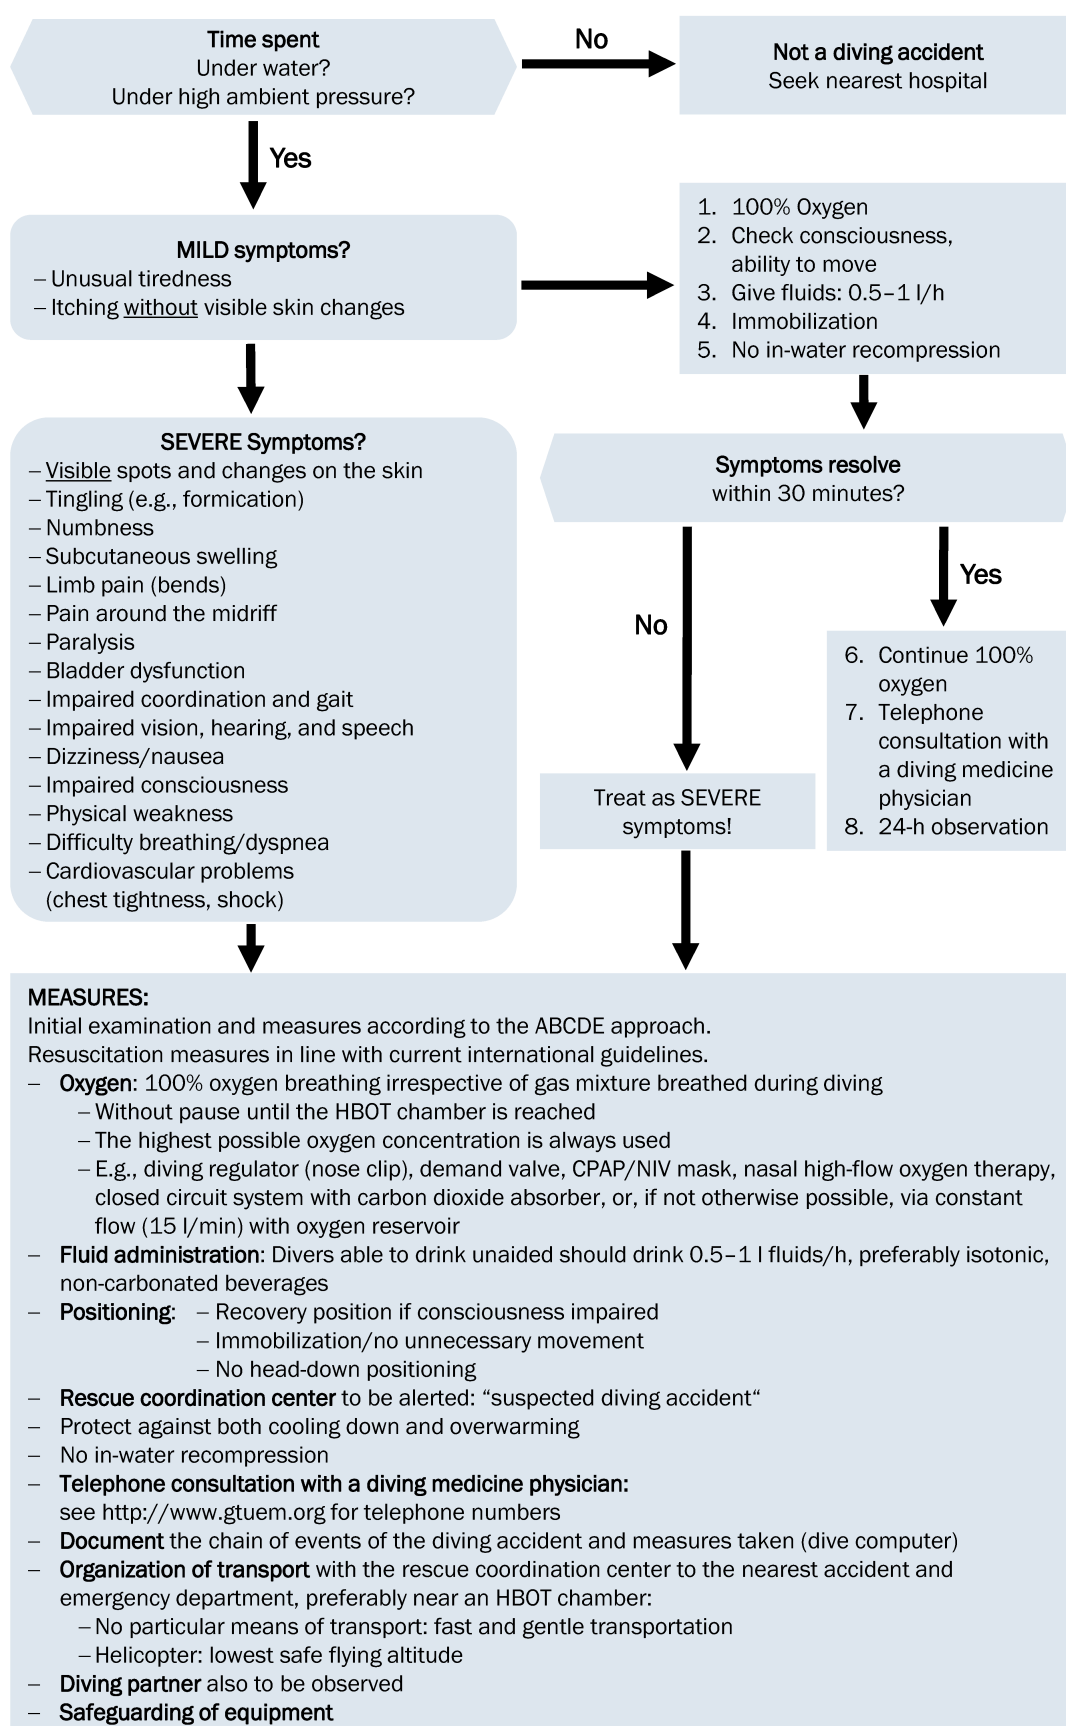 Time spent
Under water?
Under high ambient pressure?
No
Not a diving accident
Seek nearest hospital
Yes
MILD symptoms?
– Unusual tiredness
– Itching without visible skin changes
1. 100% Oxygen
2. Check consciousness,
ability to move
3. Give fluids: 0.5–1 l/h
4. Immobilization
5. No in-water recompression
SEVERE Symptoms?
– Visible spots and changes on the skin
– Tingling (e.g., formication)
– Numbness
– Subcutaneous swelling
– Limb pain (bends)
– Pain around the midriff
– Paralysis
– Bladder dysfunction
– Impaired coordination and gait
– Impaired vision, hearing, and speech
– Dizziness/nausea
– Impaired consciousness
– Physical weakness
– Difficulty breathing/dyspnea
– Cardiovascular problems
(chest tightness, shock)
Symptoms resolve
within 30 minutes?
No
Yes
Treat as SEVERE
symptoms!
6. Continue 100%
oxygen
7. Telephone
consultation with
a diving medicine
physician
8. 24-h observation
MEASURES:
Initial examination and measures according to the ABCDE approach.
Resuscitation measures in line with current international guidelines.
– Oxygen: 100% oxygen breathing irrespective of gas mixture breathed during diving
– Without pause until the HBOT chamber is reached
– The highest possible oxygen concentration is always used
– E.g., diving regulator (nose clip), demand valve, CPAP/NIV mask, nasal high-flow oxygen therapy,
closed circuit system with carbon dioxide absorber, or, if not otherwise possible, via constant
flow (15 l/min) with oxygen reservoir
– Fluid administration: Divers able to drink unaided should drink 0.5–1 l fluids/h, preferably isotonic,
non-carbonated beverages
– Positioning: – Recovery position if consciousness impaired
– Immobilization/no unnecessary movement
– No head-down positioning
– Rescue coordination center to be alerted: “suspected diving accident“
– Protect against both cooling down and overwarming
– No in-water recompression
– Telephone consultation with a diving medicine physician:
see http://www.gtuem.org for telephone numbers
– Document the chain of events of the diving accident and measures taken (dive computer)
– Organization of transport with the rescue coordination center to the nearest accident and
emergency department, preferably near an HBOT chamber:
– No particular means of transport: fast and gentle transportation
– Helicopter: lowest safe flying altitude
– Diving partner also to be observed
– Safeguarding of equipment